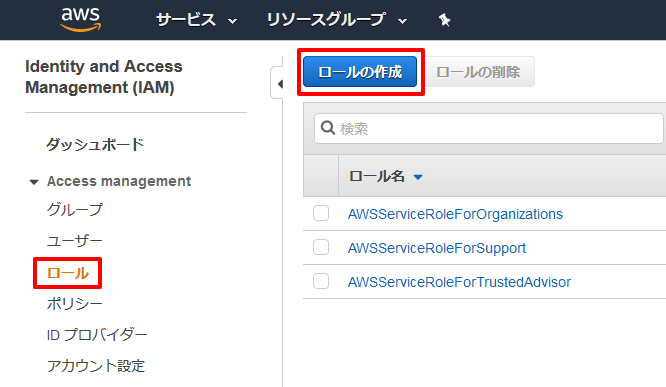 aws サービス リソースグループ
Identity and Access
Management (IAM)
ダッシュボード
Access management
グループ
ユーザー
ロール
ポリシー
ID プロバイダー
アカウント設定
ロールの作成 ロールの削除
検索
ロール名
AWSServiceRoleForOrganizations
AWSServiceRoleForSupport
AWSServiceRoleForTrustedAdvisor